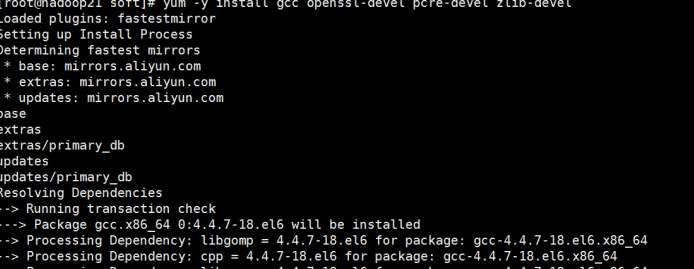 [root@hadoop21 soft]# yum -y install gcc openssl-devel pcre-devel zlib-devel
Loaded plugins: fastestmirror
Setting up Install Process
Determining fastest mirrors
* base: mirrors.aliyun.com
* extras: mirrors.aliyun.com
* updates: mirrors.aliyun.com
base
extras
extras/primary_db
updates
updates/primary_db
Resolving Dependencies
--> Running transaction check
---> Package gcc.x86_64 0:4.4.7-18.el6 will be installed
--> Processing Dependency: libgomp = 4.4.7-18.el6 for package: gcc-4.4.7-18.el6.x86_64
--> Processing Dependency: cpp = 4.4.7-18.el6 for package: gcc-4.4.7-18.el6.x86_64